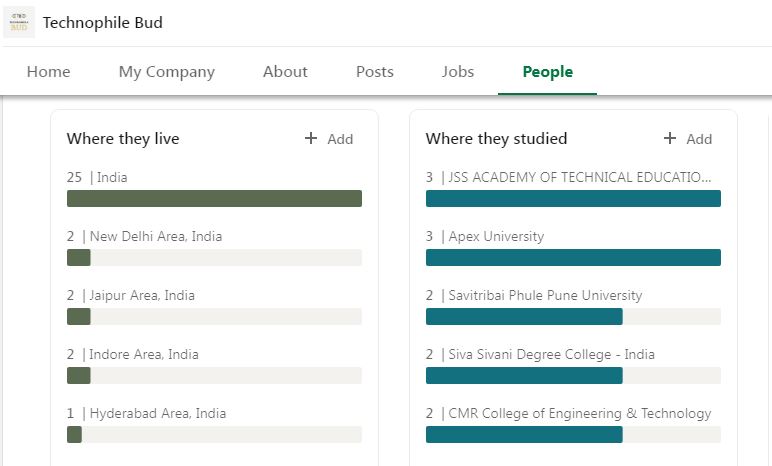 Technophile Bud
Home My Company About Posts Jobs People
Where they live + Add
25 | India
2 | New Delhi Area, India
2 | Jaipur Area, India
2 | Indore Area, India
1 | Hyderabad Area, India
Where they studied + Add
3 | JSS ACADEMY OF TECHNICAL EDUCATIO...
3 | Apex University
2 | Savitribai Phule Pune University
2 | Siva Sivani Degree College - India
2 | CMR College of Engineering & Technology